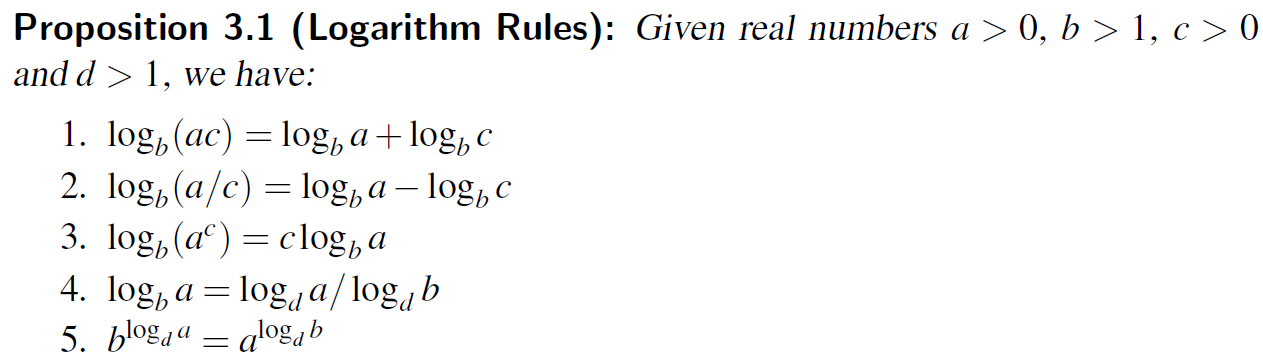 Proposition 3.1 (Logarithm Rules): Given real numbers a > 0, b > 1, c > 0
and d > 1, we have:
1. log_b(ac) = log_b a + log_b c
2. log_b(a/c) = log_b a − log_b c
3. log_b(a^c) = c log_b a
4. log_b a = log_d a/ log_d b
5. b^{log_d a} = a^{log_d b}